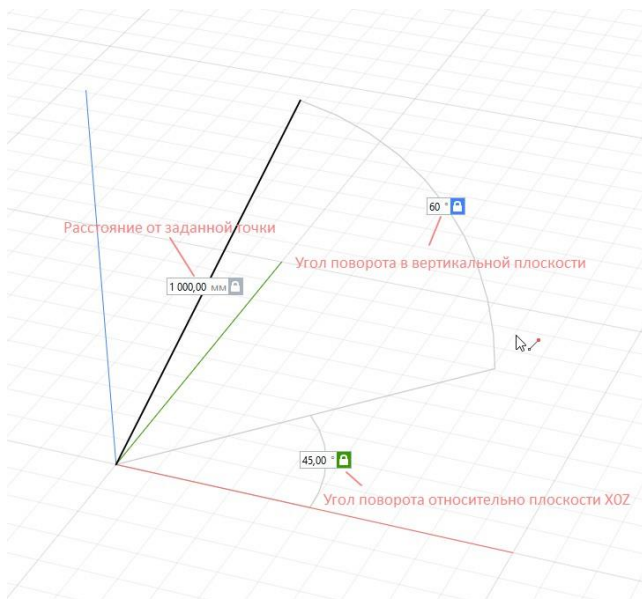 60 °
Расстояние от заданной точки
Угол поворота в вертикальной плоскости
1 000,00 мм
45,00 °
Угол поворота относительно плоскости X0Z